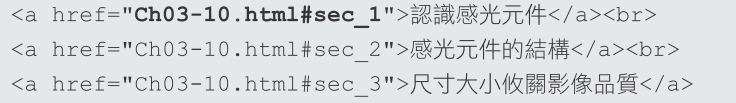 <a href="Ch03-10.html#sec_1">認識感光元件</a><br>
<a href="Ch03-10.html#sec_2">感光元件的結構</a><br>
<a href="Ch03-10.html#sec_3">尺寸大小攸關影像品質</a>